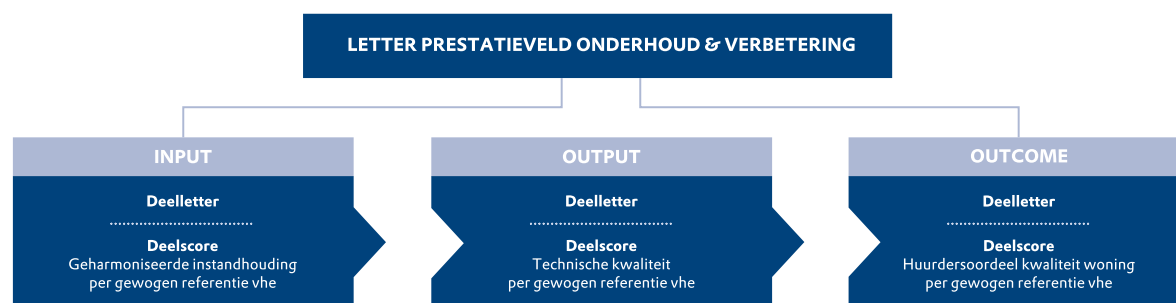 LETTER PRESTATIEVELD ONDERHOUD & VERBETERING
INPUT
Deelletter
Deelscore
Geharmoniseerde instandhouding
per gewogen referentie vhe
OUTPUT
Deelletter
Deelscore
Technische kwaliteit
per gewogen referentie vhe
OUTCOME
Deelletter
Deelscore
Huurdersoordeel kwaliteit woning
per gewogen referentie vhe